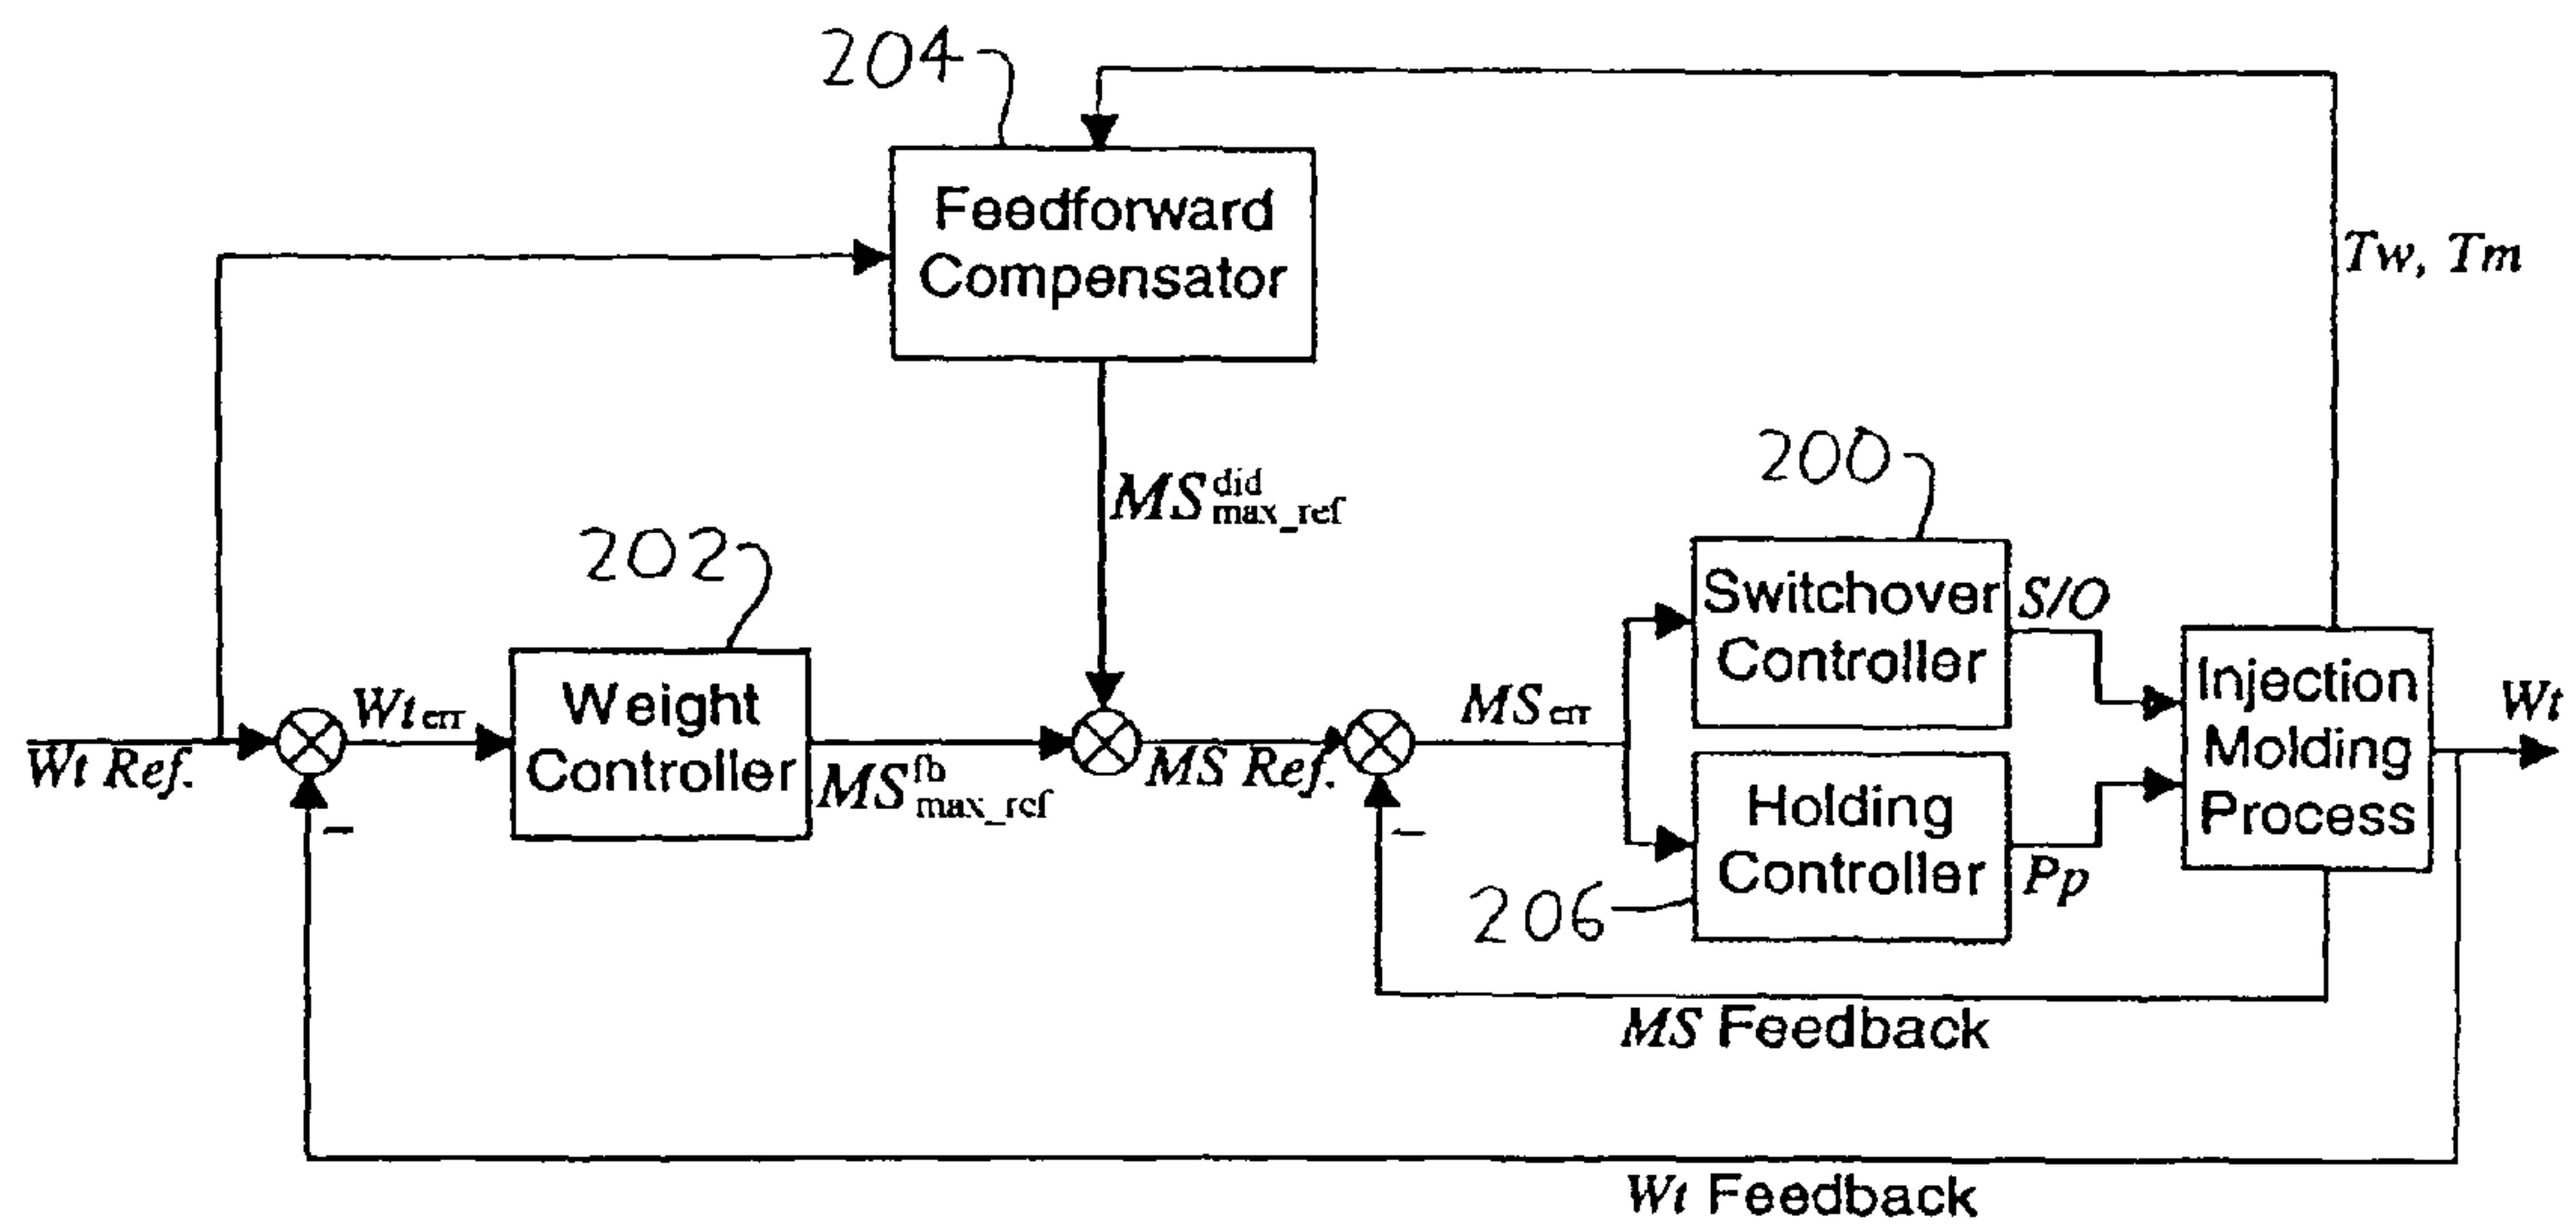 204
Feedforward
Compensator
Tw, Tm
MS did max_ref
200
202
Switchover
Controller
S/O
Wt err
Weight
Controller
MS err
Injection
Molding
Process
Wt
Wt Ref.
MS fb max_ref
MS Ref.
Holding
Controller
Pp
206
–
–
MS Feedback
Wt Feedback